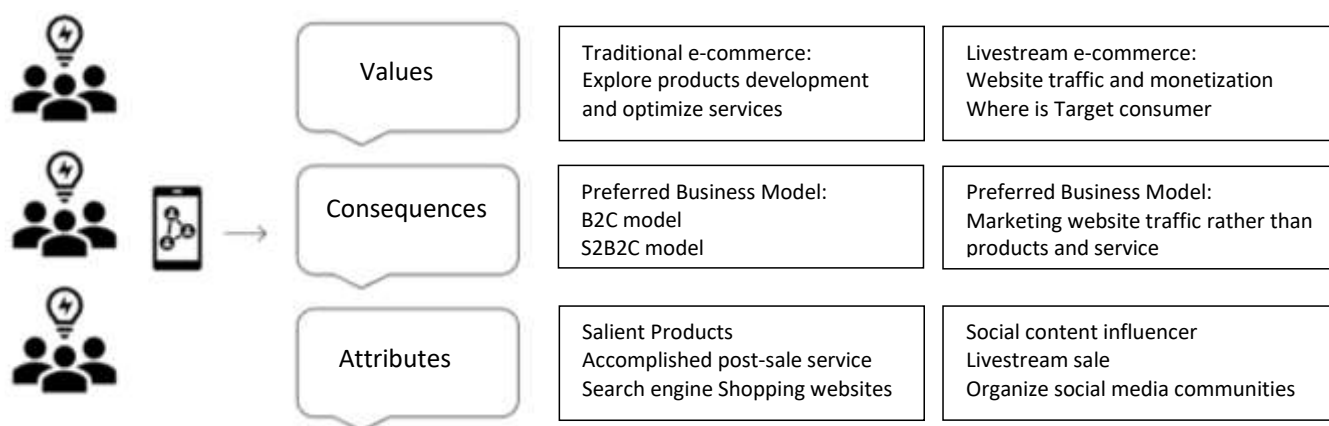 Values
Traditional e-commerce:
Explore products development
and optimize services
Livestream e-commerce:
Website traffic and monetization
Where is Target consumer
Consequences
Preferred Business Model:
B2C model
S2B2C model
Preferred Business Model:
Marketing website traffic rather than
products and service
Attributes
Salient Products
Accomplished post-sale service
Search engine Shopping websites
Social content influencer
Livestream sale
Organize social media communities